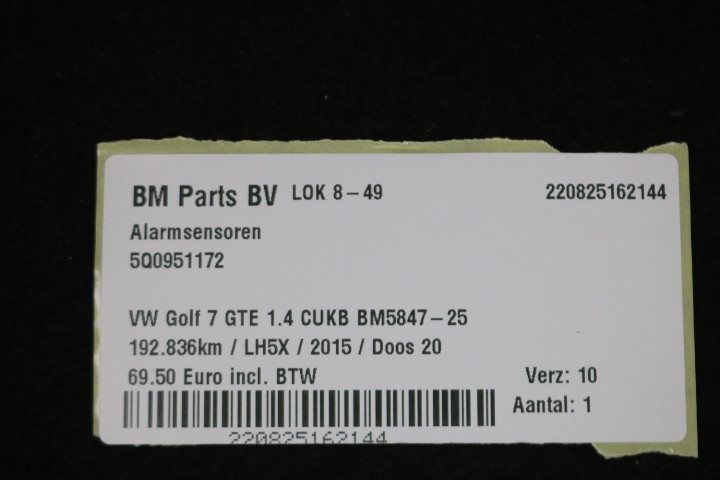 BM Parts BV LOK 8-49 220825162144
Alarmsensoren
5Q0951172
VW Golf 7 GTE 1.4 CUKB BM5847-25
192.836km / LH5X / 2015 / Doos 20
69.50 Euro incl. BTW Verz: 10
Aantal: 1
220825162144